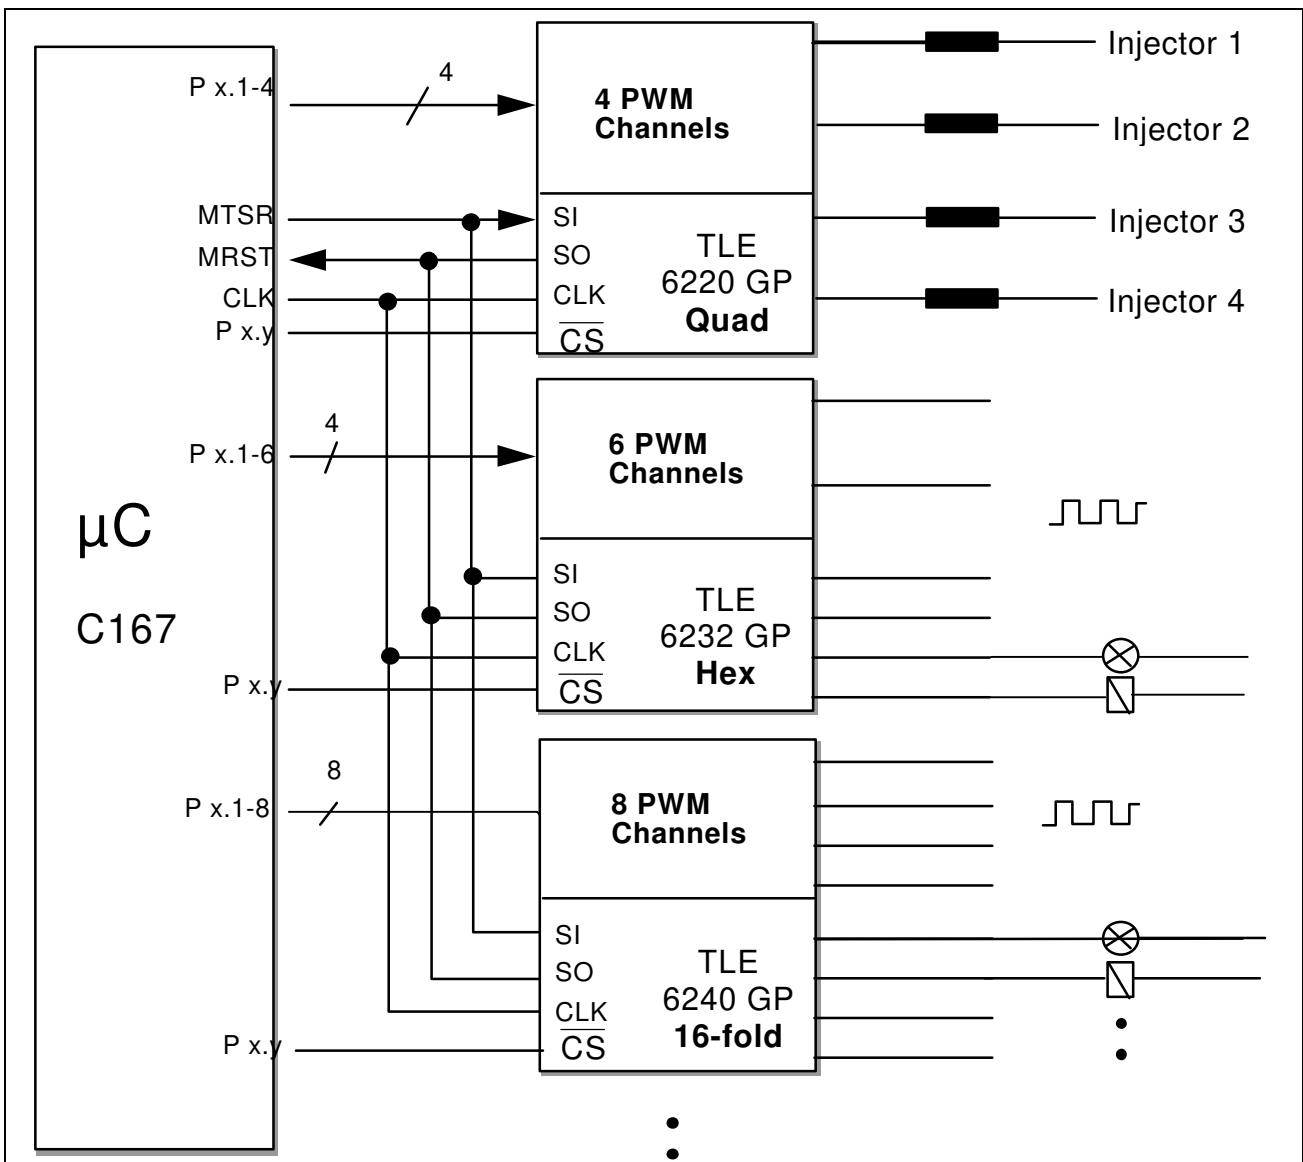 P x.1-4
4
4 PWM
Channels
Injector 1
Injector 2
MTSR
MRST
CLK
P x.y
SI
SO
CLK
CS
TLE
6220 GP
Quad
Injector 3
Injector 4
P x.1-6
4
6 PWM
Channels
µC
C167
SI
SO
CLK
CS
TLE
6232 GP
Hex
P x.y
P x.1-8
8
8 PWM
Channels
SI
SO
CLK
CS
TLE
6240 GP
16-fold
P x.y